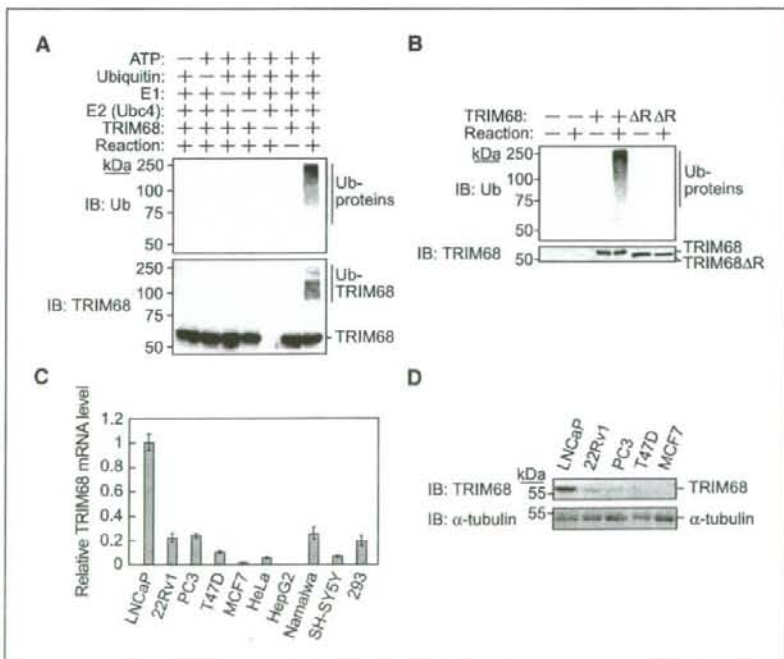 A
ATP: − + + + + + +
Ubiquitin: + − + + + + +
E1: + + − + + + +
E2 (Ubc4): + + + − + + +
TRIM68: + + + + − + +
Reaction: + + + + + − +
kDa
250
100
IB: Ub
75
50
Ub-
proteins
250
100
IB: TRIM68
75
50
Ub-
TRIM68
TRIM68
B
TRIM68: − − + + ΔR ΔR
Reaction: − + − + − +
kDa
250
100
IB: Ub
75
50
Ub-
proteins
IB: TRIM68
50
TRIM68
TRIM68ΔR
C
Relative TRIM68 mRNA level
1.2
1
0.8
0.6
0.4
0.2
0
LNCaP
22Rv1
PC3
T47D
MCF7
HeLa
HepG2
Namalwa
SH-SY5Y
293
D
LNCaP
22Rv1
PC3
T47D
MCF7
kDa
IB: TRIM68
55
TRIM68
55
IB: α-tubulin
α-tubulin